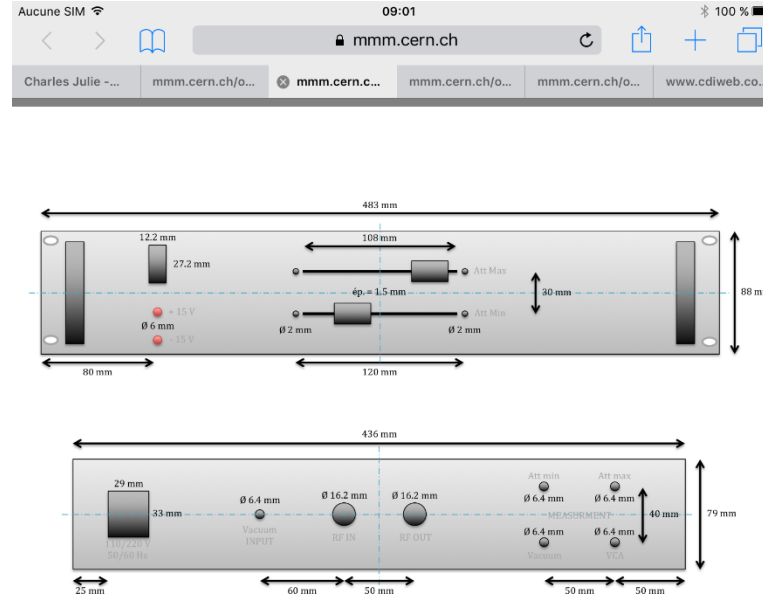 Aucune SIM 09:01 100 %
mmm.cern.ch
Charles Julie -... mmm.cern.ch/o... mmm.cern.c... mmm.cern.ch/o... mmm.cern.ch/o... www.cdiweb.co..
483 mm
12.2 mm 108 mm
27.2 mm Att Max
ép. = 1.5 mm 30 mm 88 m
+ 15 V Att Min
Ø 6 mm Ø 2 mm Ø 2 mm
- 15 V
80 mm 120 mm
436 mm
Att min Att max
29 mm Ø 6.4 mm Ø 16.2 mm Ø 16.2 mm Ø 6.4 mm Ø 6.4 mm
33 mm MEASURMENT 40 mm 79 mm
Vacuum RF IN RF OUT Ø 6.4 mm Ø 6.4 mm
INPUT
110/220 V
50/60 Hz Vacuum VCA
25 mm 60 mm 50 mm 50 mm 50 mm